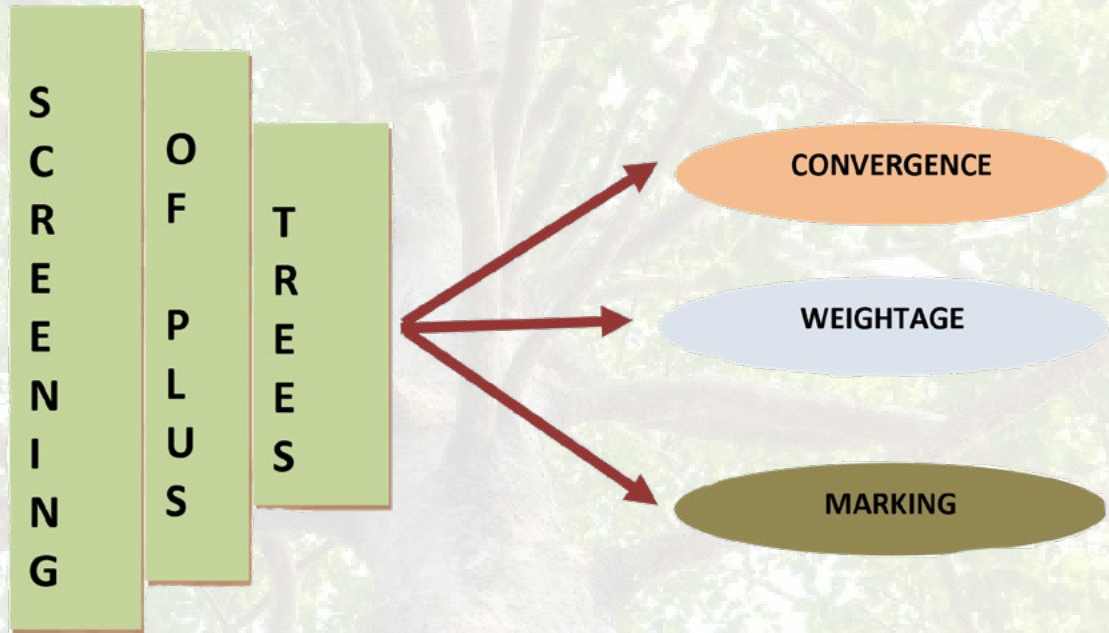 SCREENING
OF PLUS
TREES
CONVERGENCE
WEIGHTAGE
MARKING